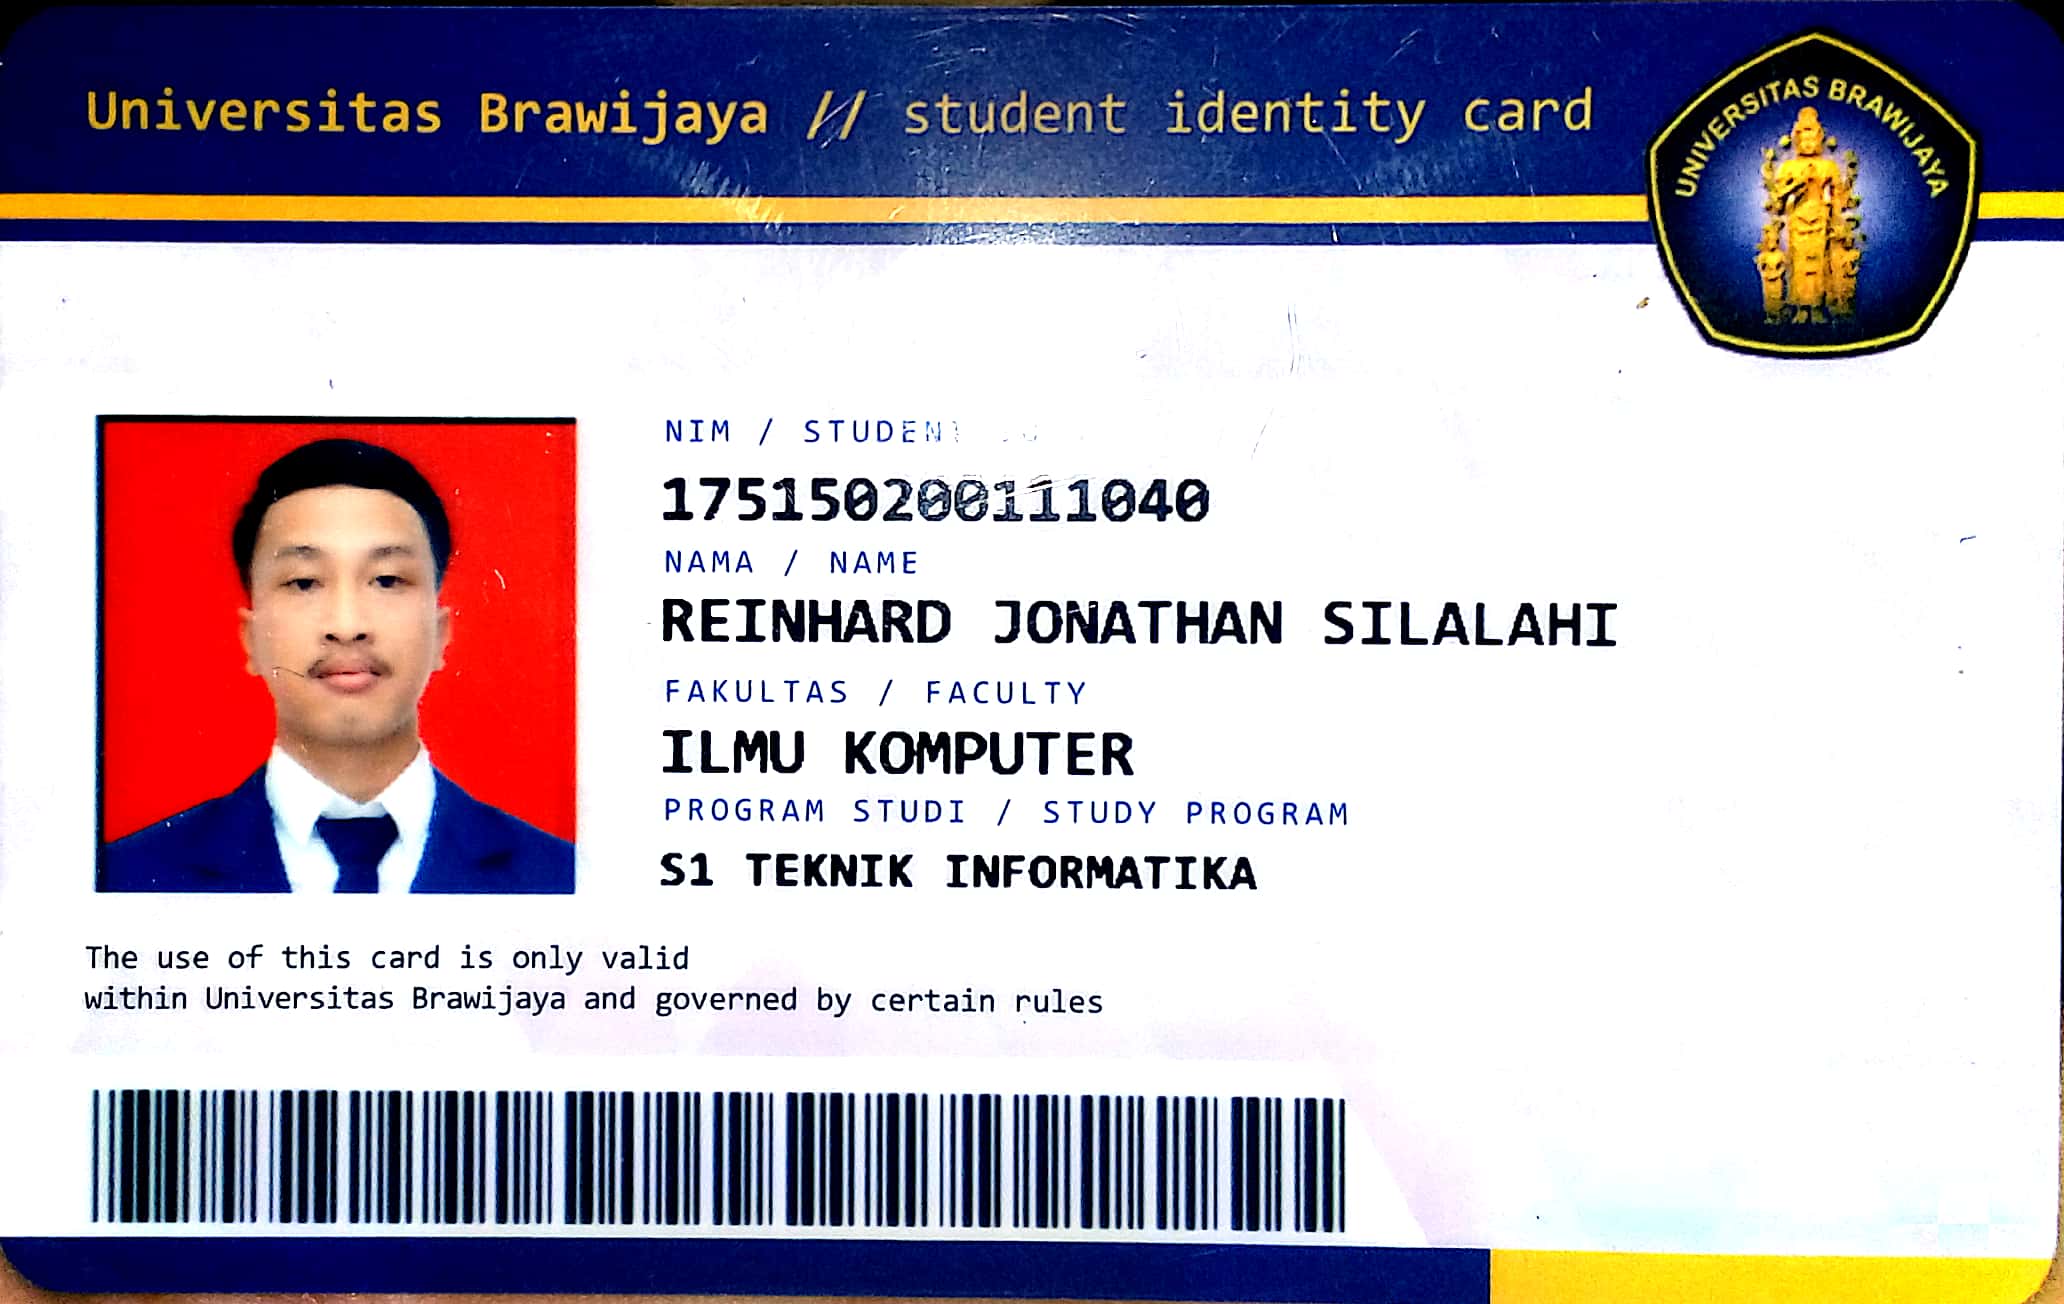 Universitas Brawijaya // student identity card
UNIVERSITAS BRAWIJAYA
NIM / STUDENT
175150200111040
NAMA / NAME
REINHARD JONATHAN SILALAHI
FAKULTAS / FACULTY
ILMU KOMPUTER
PROGRAM STUDI / STUDY PROGRAM
S1 TEKNIK INFORMATIKA
The use of this card is only valid
within Universitas Brawijaya and governed by certain rules